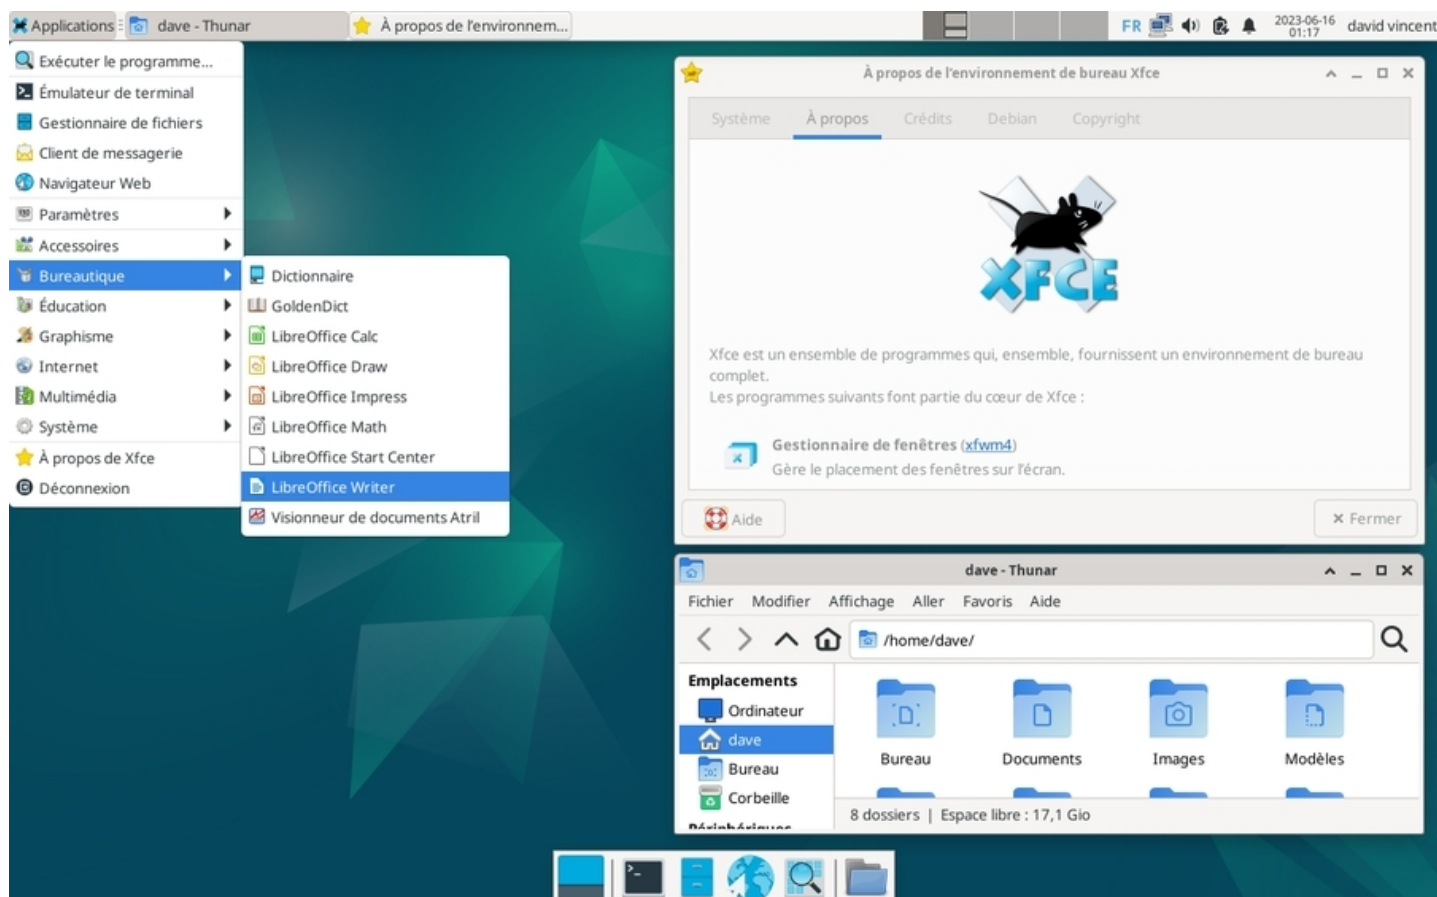 Applications
dave - Thunar
À propos de l'environnem...
FR
2023-06-16
01:17
david vincent
Exécuter le programme...
Émulateur de terminal
Gestionnaire de fichiers
Client de messagerie
Navigateur Web
Paramètres
Accessoires
Bureautique
Éducation
Graphisme
Internet
Multimédia
Système
À propos de Xfce
Déconnexion
Dictionnaire
GoldenDict
LibreOffice Calc
LibreOffice Draw
LibreOffice Impress
LibreOffice Math
LibreOffice Start Center
LibreOffice Writer
Visionneur de documents Atril
À propos de l'environnement de bureau Xfce
Système À propos Crédits Debian Copyright
XFCE
Xfce est un ensemble de programmes qui, ensemble, fournissent un environnement de bureau
complet.
Les programmes suivants font partie du cœur de Xfce :
Gestionnaire de fenêtres (xfwm4)
Gère le placement des fenêtres sur l'écran.
Aide
Fermer
dave - Thunar
Fichier Modifier Affichage Aller Favoris Aide
/home/dave/
Emplacements
Ordinateur
dave
Bureau
Corbeille
Périphériques
Bureau Documents Images Modèles
8 dossiers | Espace libre : 17,1 Gio